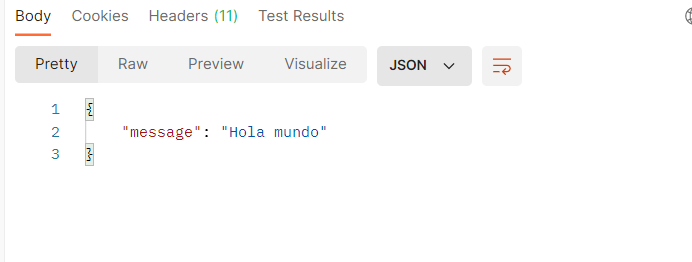 Body Cookies Headers (11) Test Results
Pretty Raw Preview Visualize JSON
1 {
2 "message": "Hola mundo"
3 }